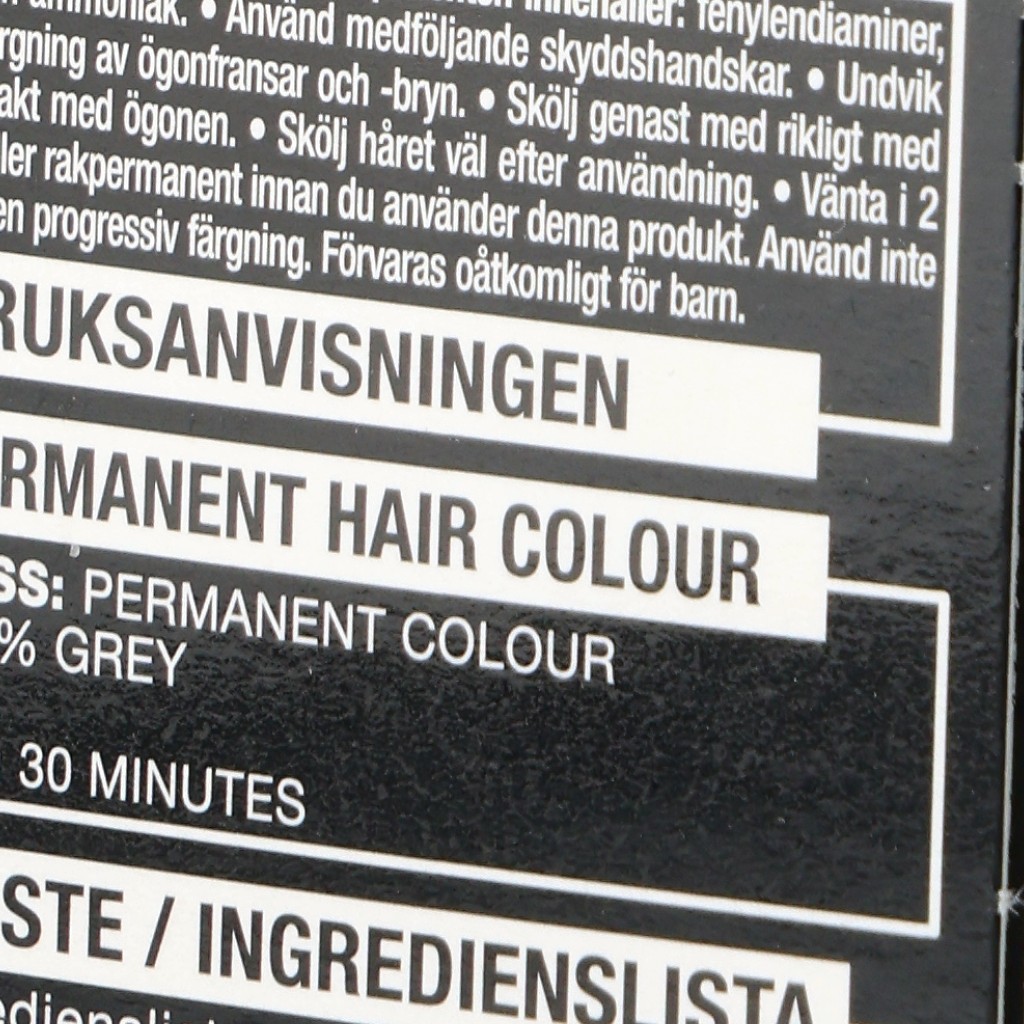 ammoniak. • Använd medföljande skyddshandskar. • Undvik
innehåller: fenylendiaminer,
rgning av ögonfransar och -bryn. • Skölj genast med rikligt med
akt med ögonen. • Skölj håret väl efter användning. • Vänta i 2
ler rakpermanent innan du använder denna produkt. Använd inte
en progressiv färgning. Förvaras oåtkomligt för barn.
RUKSANVISNINGEN
RMANENT HAIR COLOUR
SS: PERMANENT COLOUR
% GREY
30 MINUTES
STE / INGREDIENSLISTA